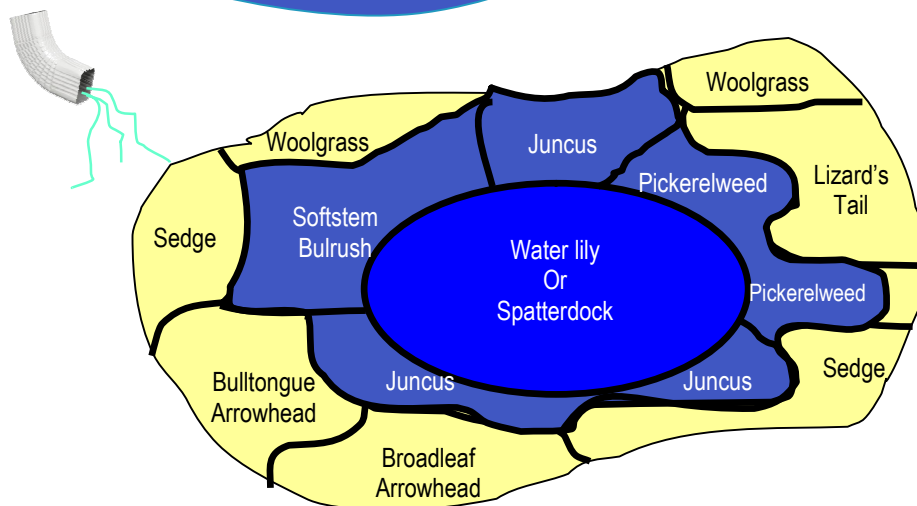 Woolgrass
Woolgrass
Juncus
Pickerelweed
Lizard's
Tail
Softstem
Bulrush
Sedge
Water lily
Or
Spatterdock
Pickerelweed
Sedge
Juncus
Juncus
Bulltongue
Arrowhead
Broadleaf
Arrowhead